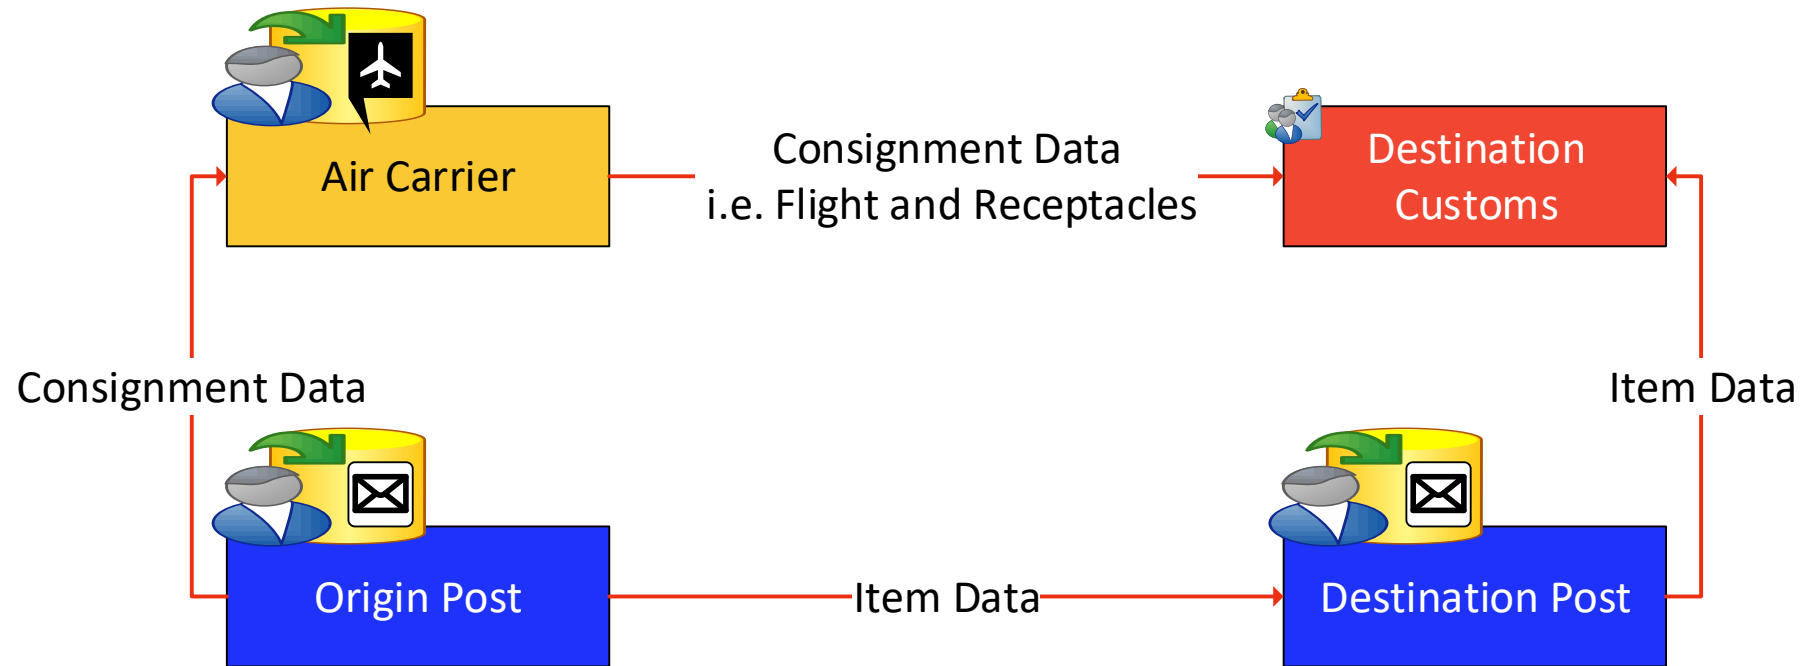 Air Carrier
Consignment Data
i.e. Flight and Receptacles
Destination
Customs
Consignment Data
Item Data
Origin Post
Item Data
Destination Post